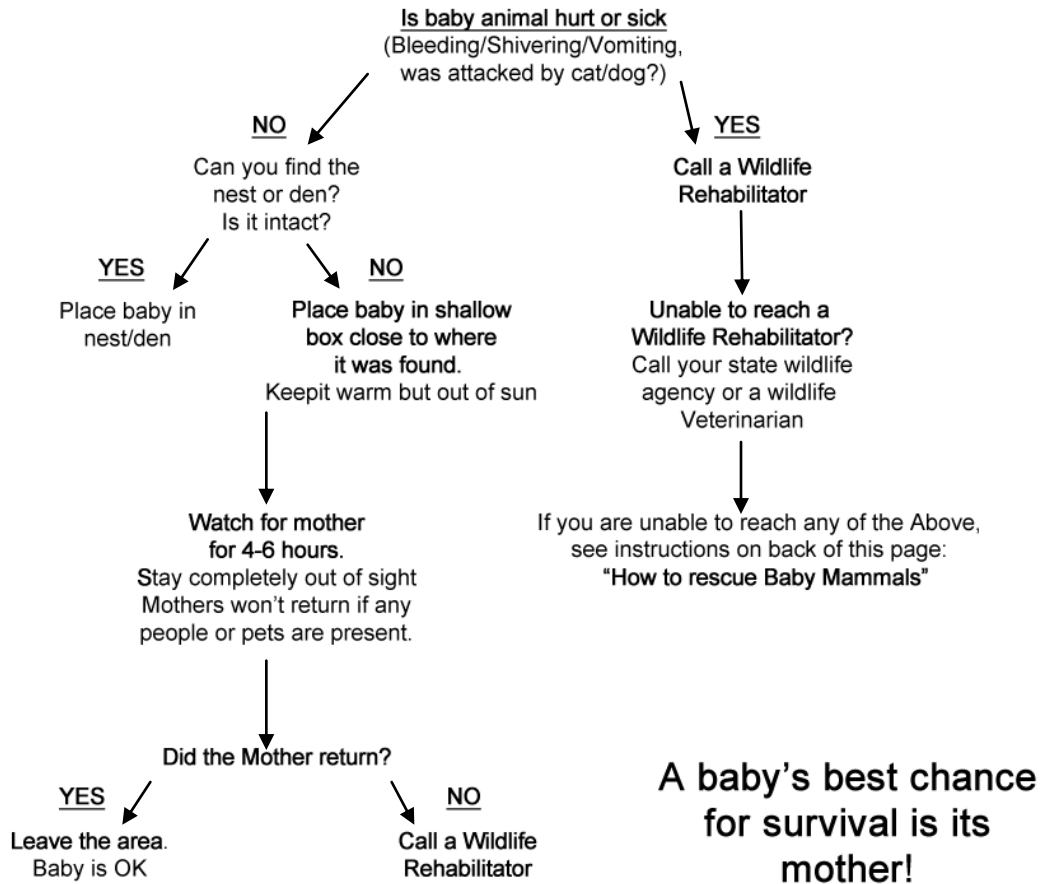 Is baby animal hurt or sick
(Bleeding/Shivering/Vomiting,
was attacked by cat/dog?)
NO
Can you find the
nest or den?
Is it intact?
YES
Place baby in
nest/den
NO
Place baby in shallow
box close to where
it was found.
Keepit warm but out of sun
Watch for mother
for 4-6 hours.
Stay completely out of sight
Mothers won't return if any
people or pets are present.
Did the Mother return?
YES
Leave the area.
Baby is OK
NO
Call a Wildlife
Rehabilitator
YES
Call a Wildlife
Rehabilitator
Unable to reach a
Wildlife Rehabilitator?
Call your state wildlife
agency or a wildlife
Veterinarian
If you are unable to reach any of the Above,
see instructions on back of this page:
“How to rescue Baby Mammals”
A baby’s best chance
for survival is its
mother!